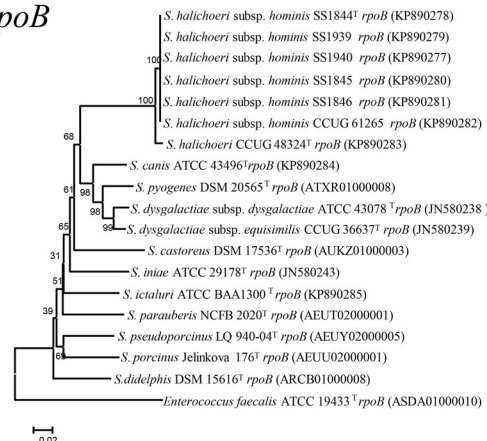 rpoB
S. halichoeri subsp. hominis SS1844ᵀ rpoB (KP890278)
S. halichoeri subsp. hominis SS1939 rpoB (KP890279)
S. halichoeri subsp. hominis SS1940 rpoB (KP890277)
100
S. halichoeri subsp. hominis SS1845 rpoB (KP890280)
100
S. halichoeri subsp. hominis SS1846 rpoB (KP890281)
S. halichoeri subsp. hominis CCUG 61265 rpoB (KP890282)
68
S. halichoeri CCUG 48324ᵀ rpoB (KP890283)
S. canis ATCC 43496ᵀrpoB (KP890284)
61
98
S. pyogenes DSM 20565ᵀ rpoB (ATXR01000008)
98
S. dysgalactiae subsp. dysgalactiae ATCC 43078 ᵀrpoB (JN580238 )
65
99
S. dysgalactiae subsp. equisimilis CCUG 36637ᵀ rpoB (JN580239)
S. castoreus DSM 17536ᵀ rpoB (AUKZ01000003)
31
S. iniae ATCC 29178ᵀ rpoB (JN580243)
51
S. ictaluri ATCC BAA1300 ᵀ rpoB (KP890285)
39
S. parauberis NCFB 2020ᵀ rpoB (AEUT02000001)
S. pseudoporcinus LQ 940-04ᵀ rpoB (AEUY02000005)
69
S. porcinus Jelinkova 176ᵀ rpoB (AEUU02000001)
S.didelphis DSM 15616ᵀ rpoB (ARCB01000008)
Enterococcus faecalis ATCC 19433 ᵀrpoB (ASDA01000010)
0.02